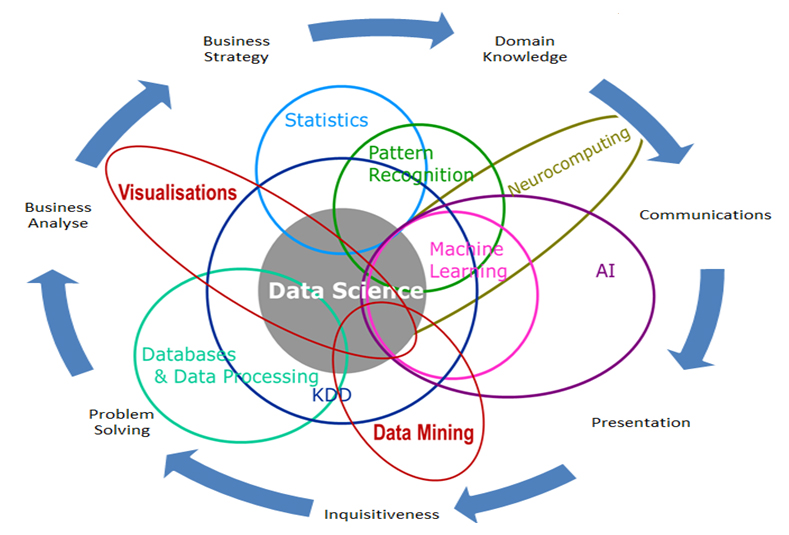 Business
Strategy
Domain
Knowledge
Statistics
Pattern
Recognition
Neurocomputing
Visualisations
Business
Analyse
Communications
Machine
Learning
AI
Data Science
Databases
& Data Processing
KDD
Problem
Solving
Data Mining
Presentation
Inquisitiveness